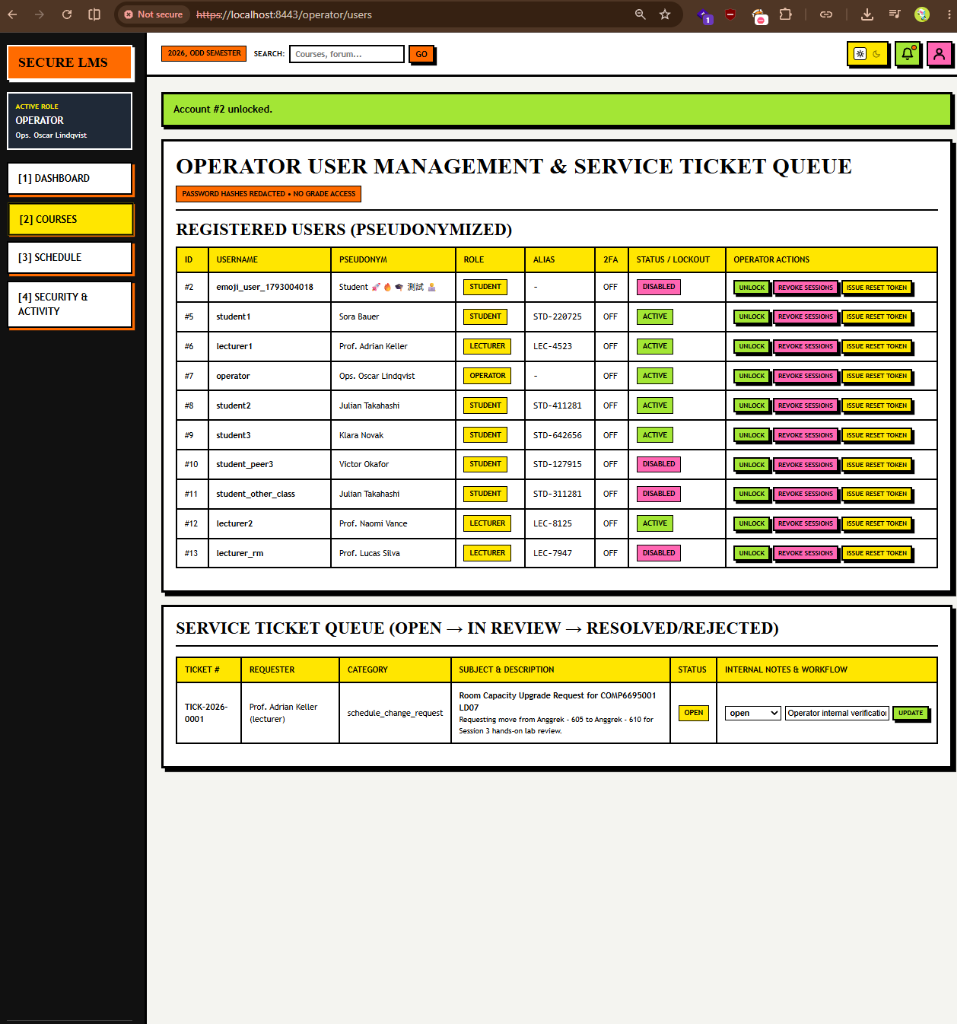 Not secure https://localhost:8443/operator/users
1
SECURE LMS
2026, ODD SEMESTER SEARCH: Courses, forum... GO
ACTIVE ROLE
OPERATOR
Ops. Oscar Lindqvist
[1] DASHBOARD
[2] COURSES
[3] SCHEDULE
[4] SECURITY &
ACTIVITY
Account #2 unlocked.
OPERATOR USER MANAGEMENT & SERVICE TICKET QUEUE
PASSWORD HASHES REDACTED • NO GRADE ACCESS
REGISTERED USERS (PSEUDONYMIZED)
ID USERNAME PSEUDONYM ROLE ALIAS 2FA STATUS / LOCKOUT OPERATOR ACTIONS
#2 emoji_user_1793004018 Student 🚀 🔥 🎓 測試 STUDENT - OFF DISABLED UNLOCK REVOKE SESSIONS ISSUE RESET TOKEN
#5 student1 Sora Bauer STUDENT STD-220725 OFF ACTIVE UNLOCK REVOKE SESSIONS ISSUE RESET TOKEN
#6 lecturer1 Prof. Adrian Keller LECTURER LEC-4523 OFF ACTIVE UNLOCK REVOKE SESSIONS ISSUE RESET TOKEN
#7 operator Ops. Oscar Lindqvist OPERATOR - OFF ACTIVE UNLOCK REVOKE SESSIONS ISSUE RESET TOKEN
#8 student2 Julian Takahashi STUDENT STD-411281 OFF ACTIVE UNLOCK REVOKE SESSIONS ISSUE RESET TOKEN
#9 student3 Kiara Novak STUDENT STD-642656 OFF ACTIVE UNLOCK REVOKE SESSIONS ISSUE RESET TOKEN
#10 student_peer3 Victor Okafor STUDENT STD-127915 OFF DISABLED UNLOCK REVOKE SESSIONS ISSUE RESET TOKEN
#11 student_other_class Julian Takahashi STUDENT STD-311281 OFF DISABLED UNLOCK REVOKE SESSIONS ISSUE RESET TOKEN
#12 lecturer2 Prof. Naomi Vance LECTURER LEC-8125 OFF ACTIVE UNLOCK REVOKE SESSIONS ISSUE RESET TOKEN
#13 lecturer_rm Prof. Lucas Silva LECTURER LEC-7947 OFF DISABLED UNLOCK REVOKE SESSIONS ISSUE RESET TOKEN
SERVICE TICKET QUEUE (OPEN → IN REVIEW → RESOLVED/REJECTED)
TICKET # REQUESTER CATEGORY SUBJECT & DESCRIPTION STATUS INTERNAL NOTES & WORKFLOW
TICK-2026-
0001
Prof. Adrian Keller
(lecturer)
schedule_change_request
Room Capacity Upgrade Request for COMP6695001
LD07
Requesting move from Anggrek - 605 to Anggrek - 610 for
Session 3 hands-on lab review.
OPEN
open Operator internal verificatio UPDATE